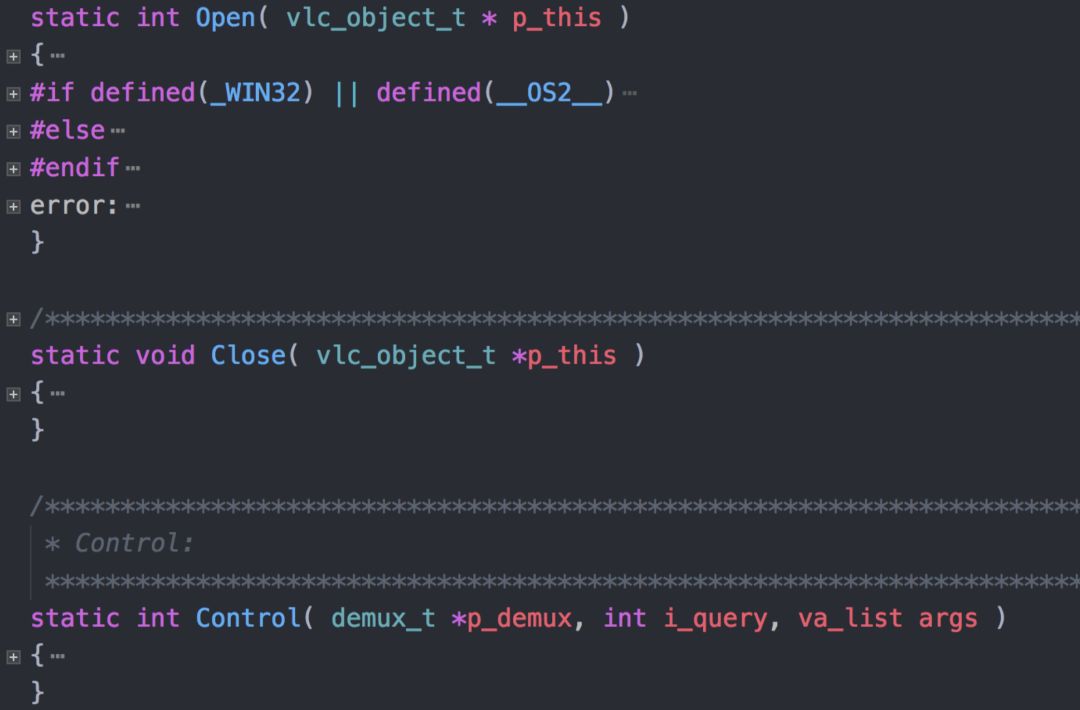 static int Open( vlc_object_t * p_this )
{…
#if defined(_WIN32) || defined(__OS2__)…
#else…
#endif…
error:…
}
/**********************************************************************
static void Close( vlc_object_t *p_this )
{…
}
/**********************************************************************
* Control:
*********************************************************************
static int Control( demux_t *p_demux, int i_query, va_list args )
{…
}